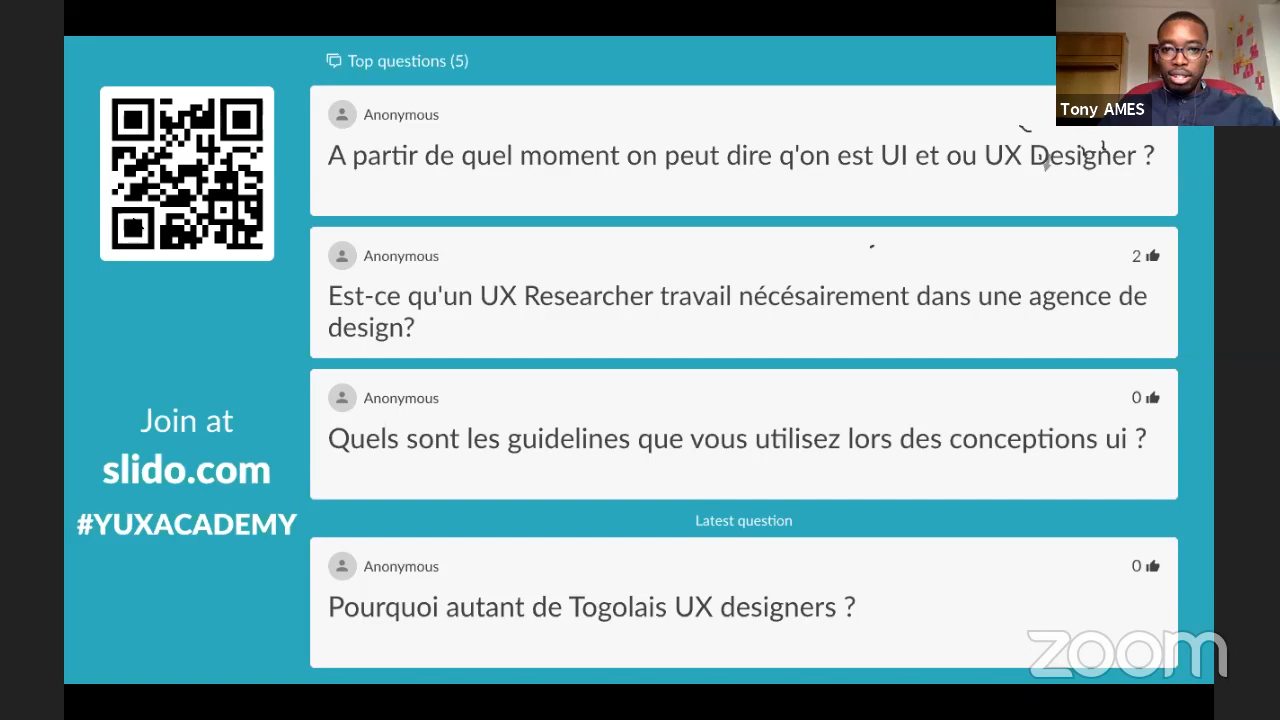 Top questions (5)
Anonymous
A partir de quel moment on peut dire q'on est UI et ou UX Designer ?
Anonymous
2
Est-ce qu'un UX Researcher travail nécésairement dans une agence de
design?
Anonymous
0
Quels sont les guidelines que vous utilisez lors des conceptions ui ?
Latest question
Anonymous
0
Pourquoi autant de Togolais UX designers ?
Join at
slido.com
#YUXACADEMY
Tony AMES
zoom